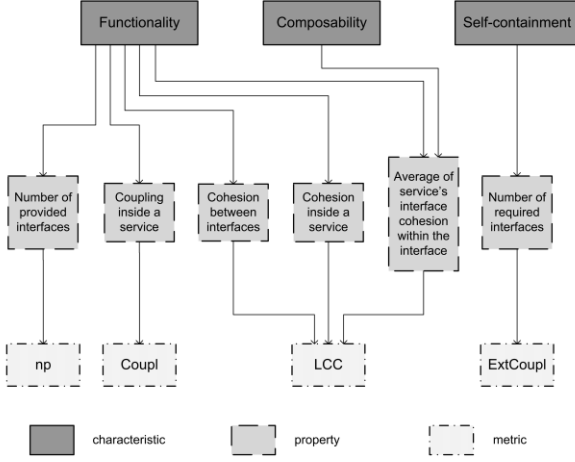 Functionality
Composability
Self-containment
Number of
provided
interfaces
Coupling
inside a
service
Cohesion
between
interfaces
Cohesion
inside a
service
Average of
service's
interface
cohesion
within the
interface
Number of
required
interfaces
np
Coupl
LCC
ExtCoupl
characteristic
property
metric